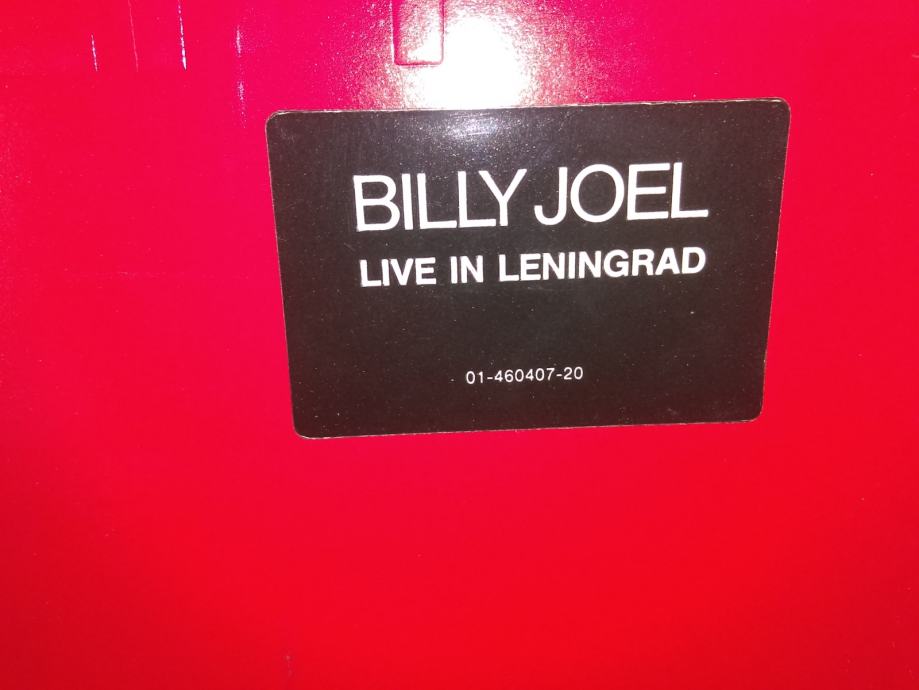 BILLY JOEL
LIVE IN LENINGRAD
01-460407-20